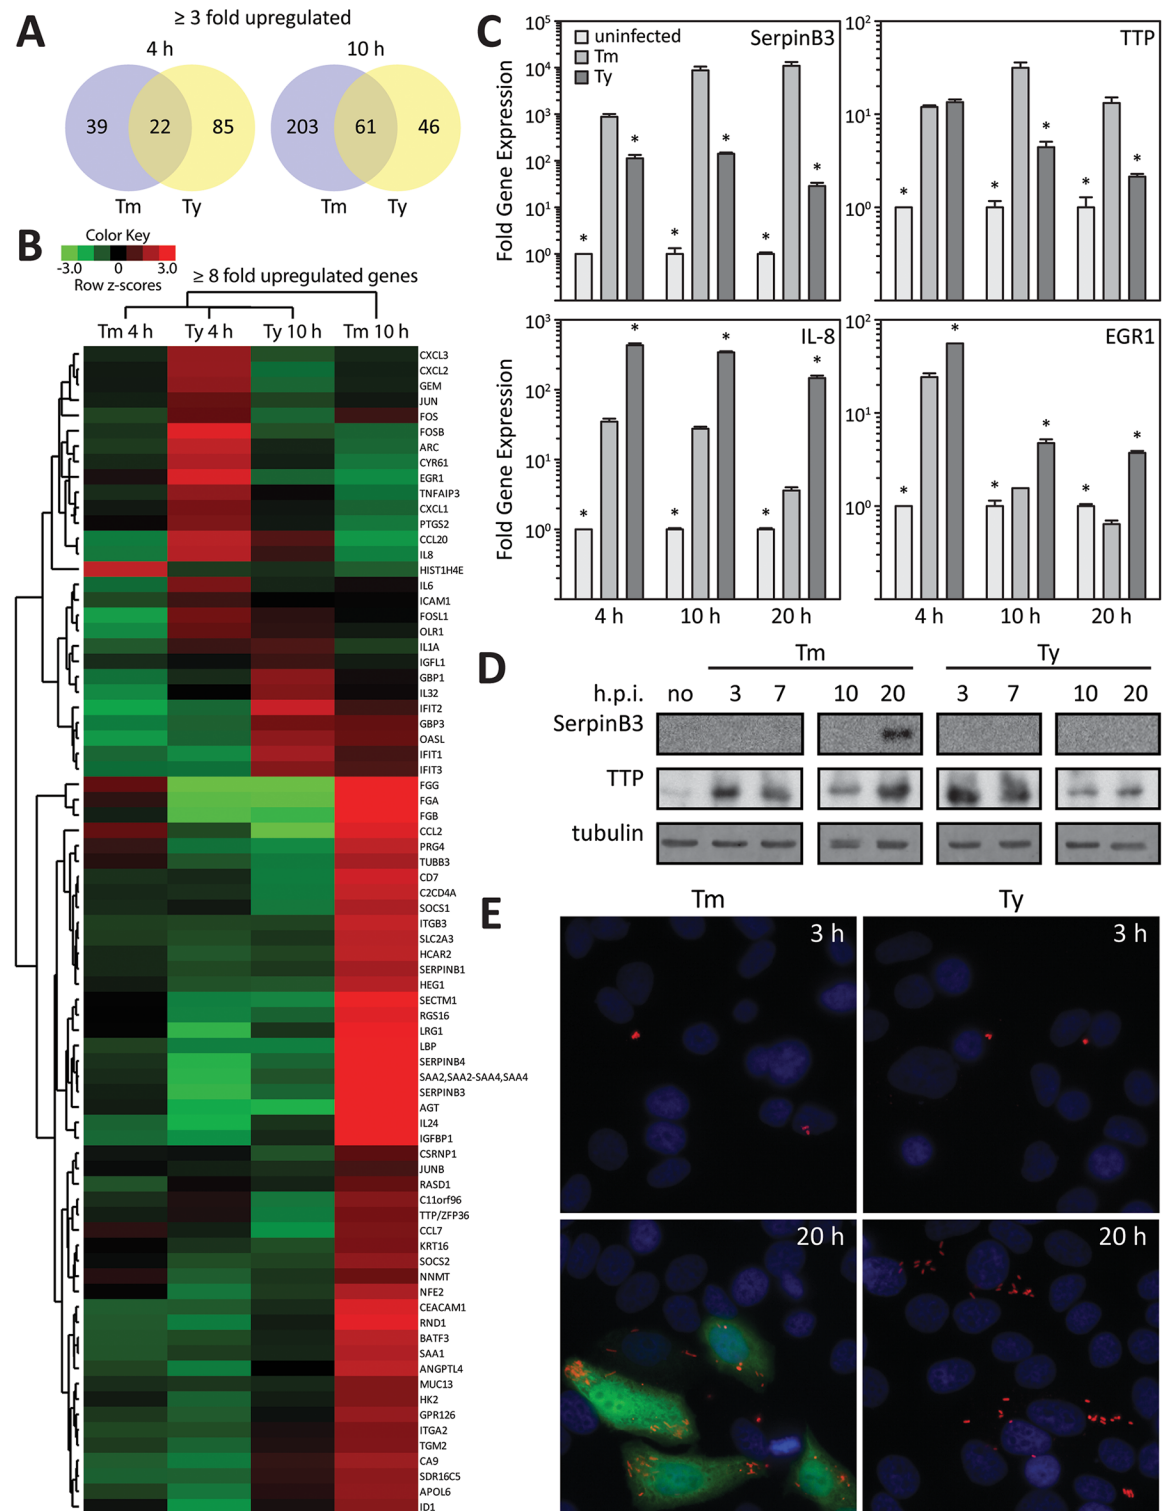 A
≥ 3 fold upregulated
4 h
10 h
39 22 85
203 61 46
Tm Ty
Tm Ty
B
Color Key
-3.0 0 3.0
Row z-scores
≥ 8 fold upregulated genes
Tm 4 h Ty 4 h Ty 10 h Tm 10 h
CXCL3
CXCL2
GEM
JUN
FOS
FOSB
ARC
CYR61
EGR1
TNFAIP3
CXCL1
PTGS2
CCL20
IL8
HIST1H4E
IL6
ICAM1
FOSL1
OLR1
IL1A
IGFL1
GBP1
IL32
IFIT2
GBP3
OASL
IFIT1
IFIT3
FGG
FGA
FGB
CCL2
PRG4
TUBB3
CD7
C2CD4A
SOCS1
ITGB3
SLC2A3
HCAR2
SERPINB1
HEG1
SECTM1
RGS16
LRG1
LBP
SERPINB4
SAA2,SAA2-SAA4,SAA4
SERPINB3
AGT
IL24
IGFBP1
CSRNP1
JUNB
RASD1
C11orf96
TTP/ZFP36
CCL7
KRT16
SOCS2
NNMT
NFE2
CEACAM1
RND1
BATF3
SAA1
ANGPTL4
MUC13
HK2
GPR126
ITGA2
TGM2
CA9
SDR16C5
APOL6
ID1
C
Fold Gene Expression
10⁵
10⁴
10³
10²
10¹
10⁰
uninfected
Tm
Ty
SerpinB3
* * * * * *
10²
10¹
10⁰
TTP
* * * * *
Fold Gene Expression
10³
10²
10¹
10⁰
IL-8
* * * * * *
4 h 10 h 20 h
10²
10¹
10⁰
EGR1
* * * * * *
4 h 10 h 20 h
D
Tm Ty
h.p.i. no 3 7 10 20 3 7 10 20
SerpinB3
TTP
tubulin
E
Tm Ty
3 h 3 h
20 h 20 h